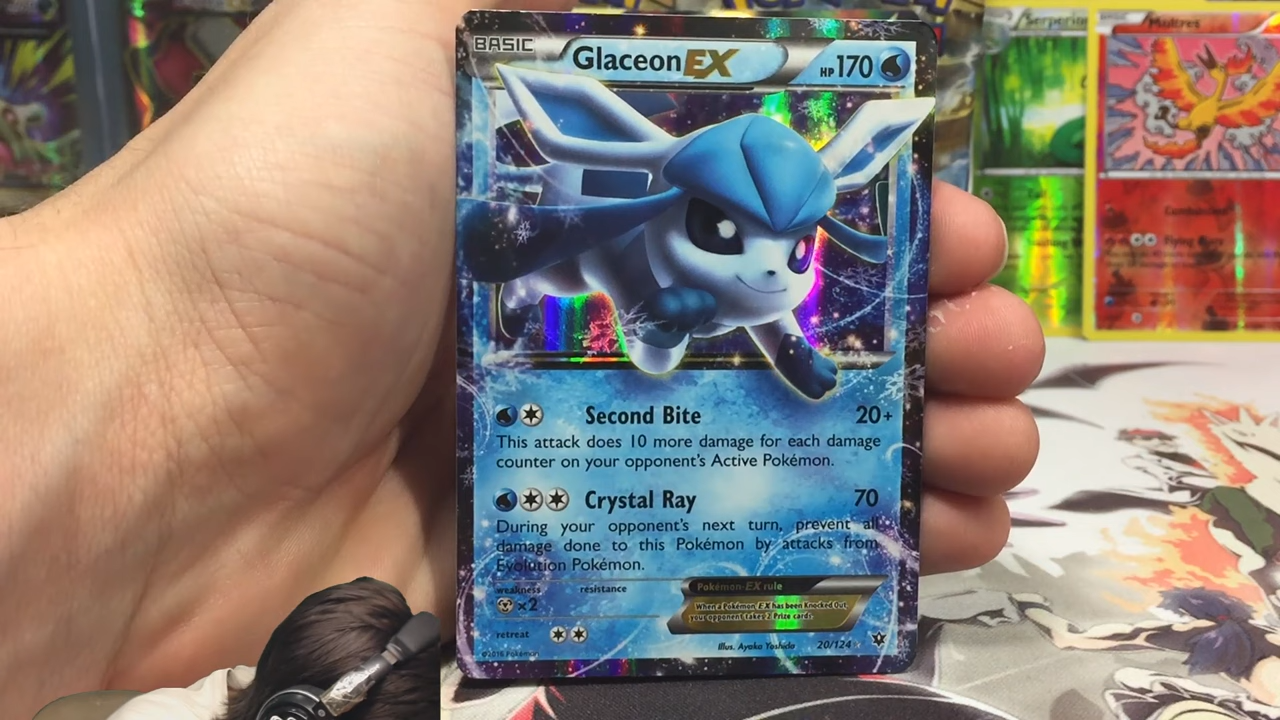 BASIC
Glaceon EX
HP 170
Second Bite 20+
This attack does 10 more damage for each damage
counter on your opponent's Active Pokémon.
Crystal Ray 70
During your opponent's next turn, prevent all
damage done to this Pokémon by attacks from
Evolution Pokémon.
weakness resistance
×2
Pokémon-EX rule
When a Pokémon-EX has been Knocked Out,
your opponent takes 2 Prize cards.
retreat
Illus. Ayaka Yoshida 20/124
©2016 Pokémon
Moltres